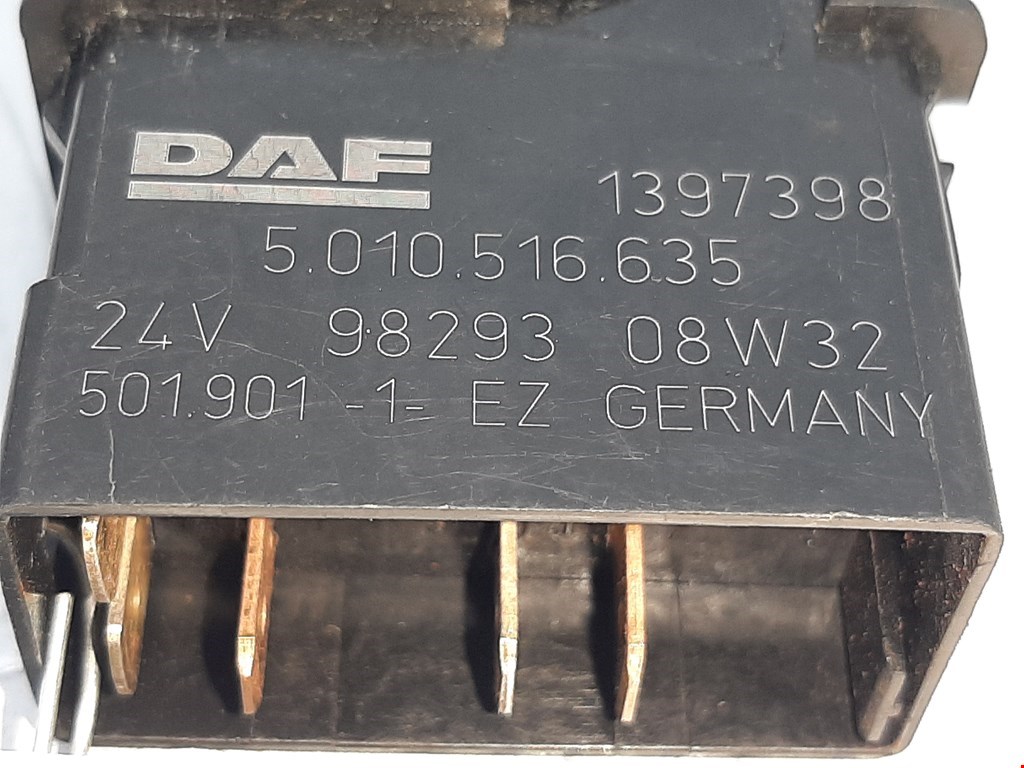 DAF
1397398
5.010.516.635
24V 98293 08W32
501.901 -1- EZ GERMANY